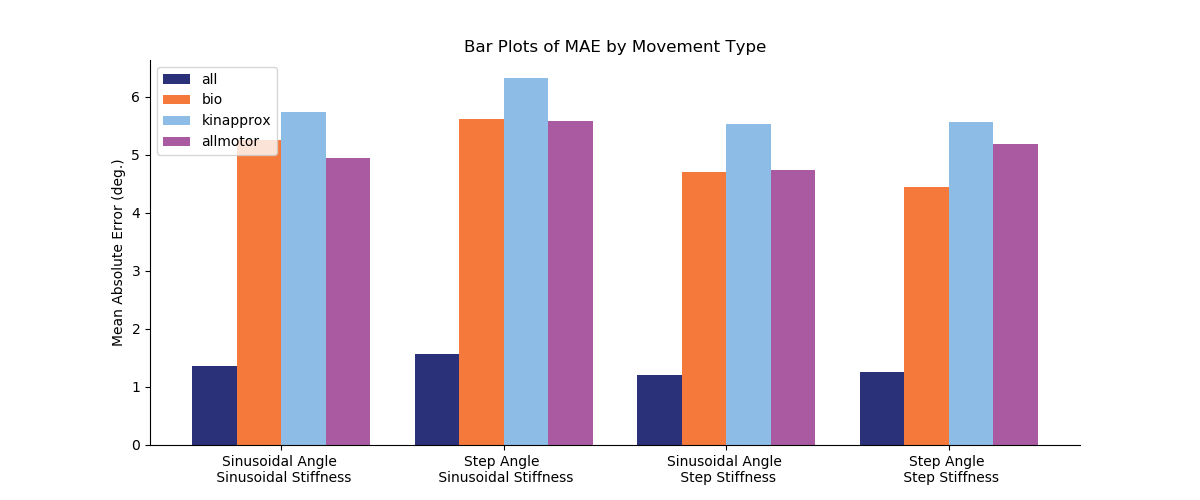 Bar Plots of MAE by Movement Type
all
bio
kinapprox
allmotor
Mean Absolute Error (deg.)
6
5
4
3
2
1
0
Sinusoidal Angle
Sinusoidal Stiffness
Step Angle
Sinusoidal Stiffness
Sinusoidal Angle
Step Stiffness
Step Angle
Step Stiffness